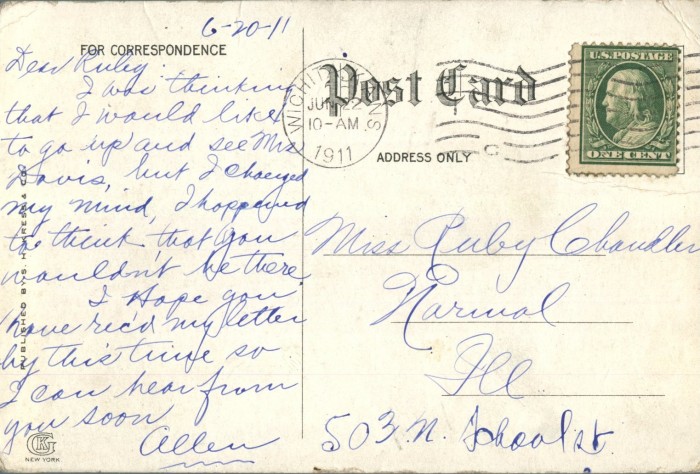 6-20-11
FOR CORRESPONDENCE
Dear Ruby:
I was thinking
that I would like
to go up and see Mrs
Davis, but I changed
my mind, I happened
to think that you
wouldn't be there
I Hope you
have rec'd my letter
by this time so
I can hear from
you soon
Allen
PUBLISHED BY S. H. & CO.
GK
NEW YORK.
Post Card
ADDRESS ONLY
WICHITA
KANS
JUN 22
10-AM
1911
U.S. POSTAGE
ONE CENT
Miss Ruby Chandler
Normal
Ill
503 N. School st.